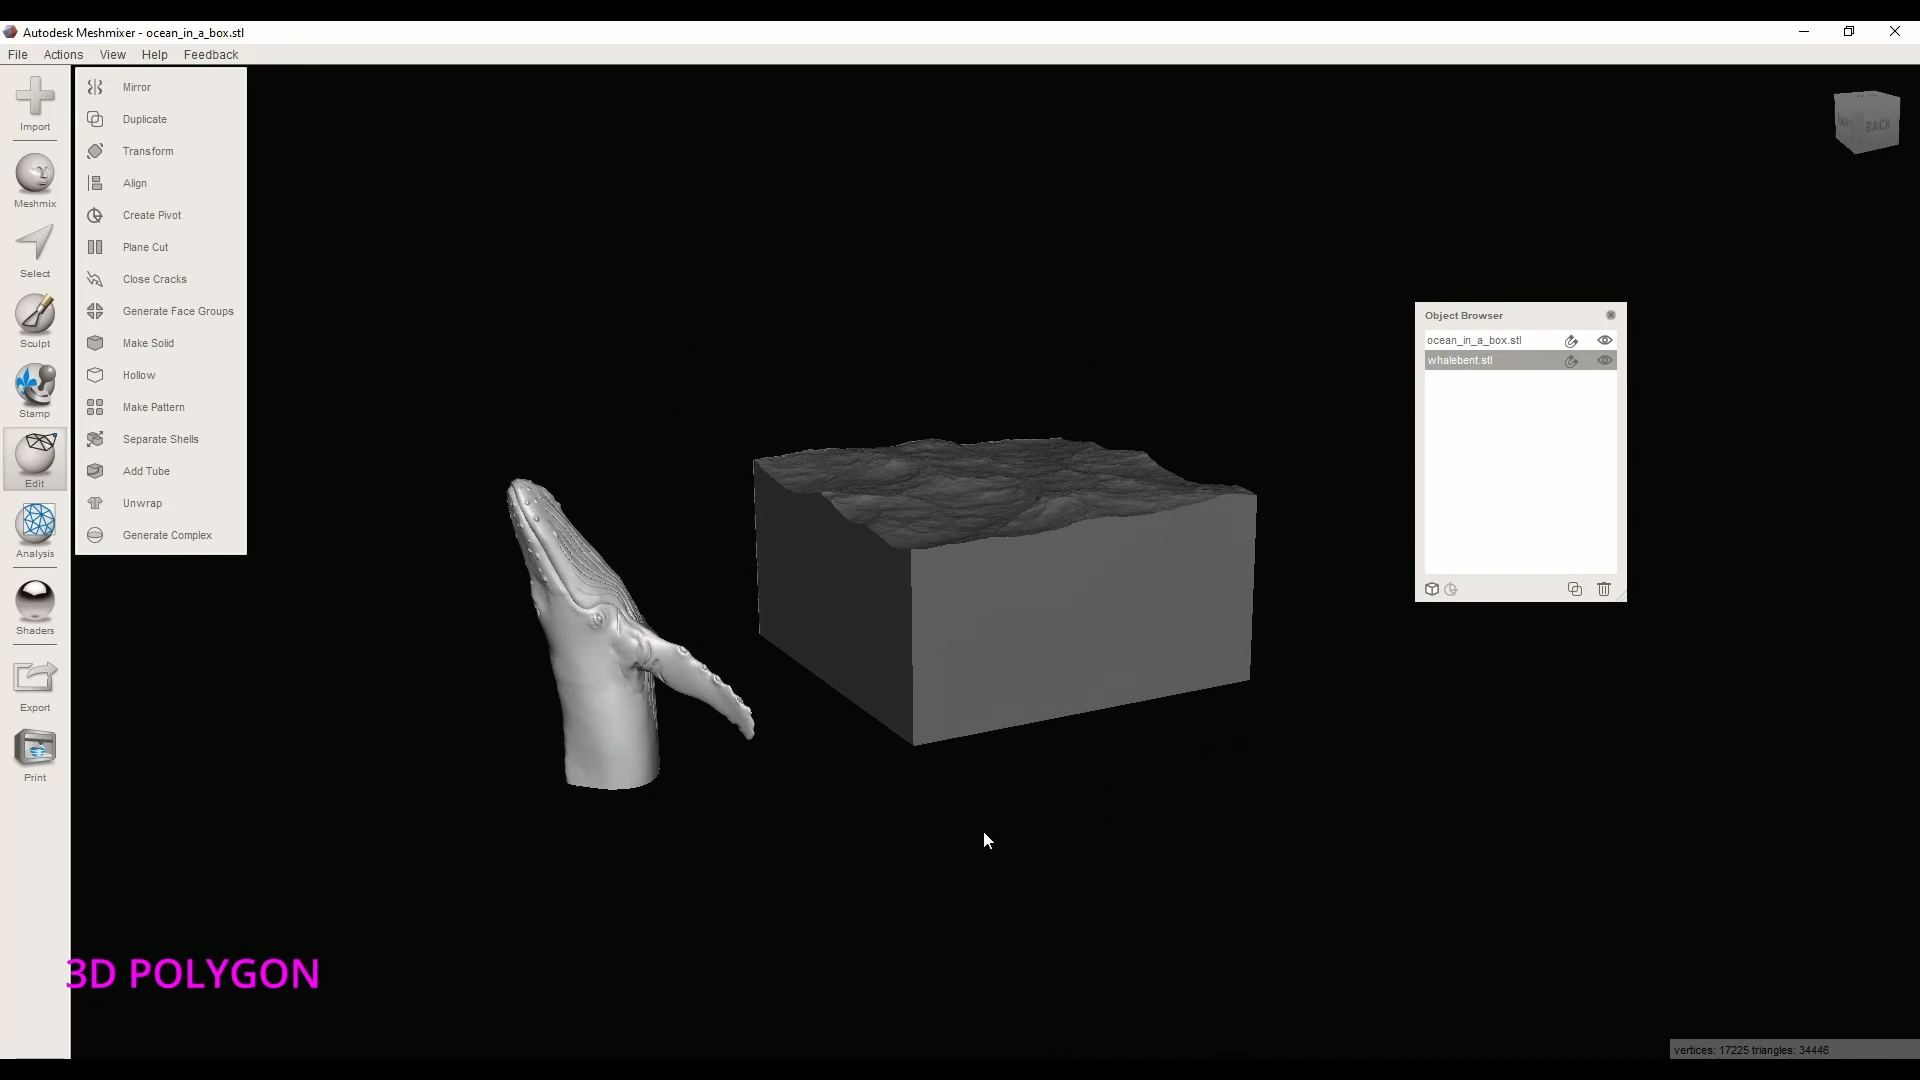 Autodesk Meshmixer - ocean_in_a_box.stl
File Actions View Help Feedback
Import
Meshmix
Select
Sculpt
Stamp
Edit
Analysis
Shaders
Export
Print
Mirror
Duplicate
Transform
Align
Create Pivot
Plane Cut
Close Cracks
Generate Face Groups
Make Solid
Hollow
Make Pattern
Separate Shells
Add Tube
Unwrap
Generate Complex
BACK
Object Browser
ocean_in_a_box.stl
whalebent.stl
3D POLYGON
vertices: 17225 triangles: 34446